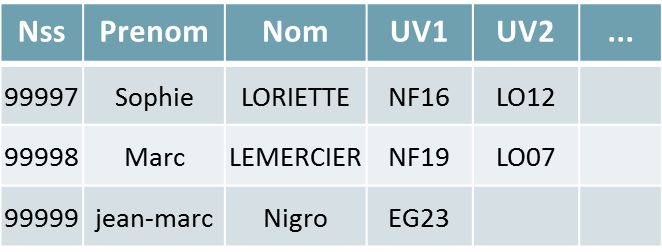 Nss Prenom Nom UV1 UV2 ...
99997 Sophie LORIETTE NF16 LO12
99998 Marc LEMERCIER NF19 LO07
99999 jean-marc Nigro EG23